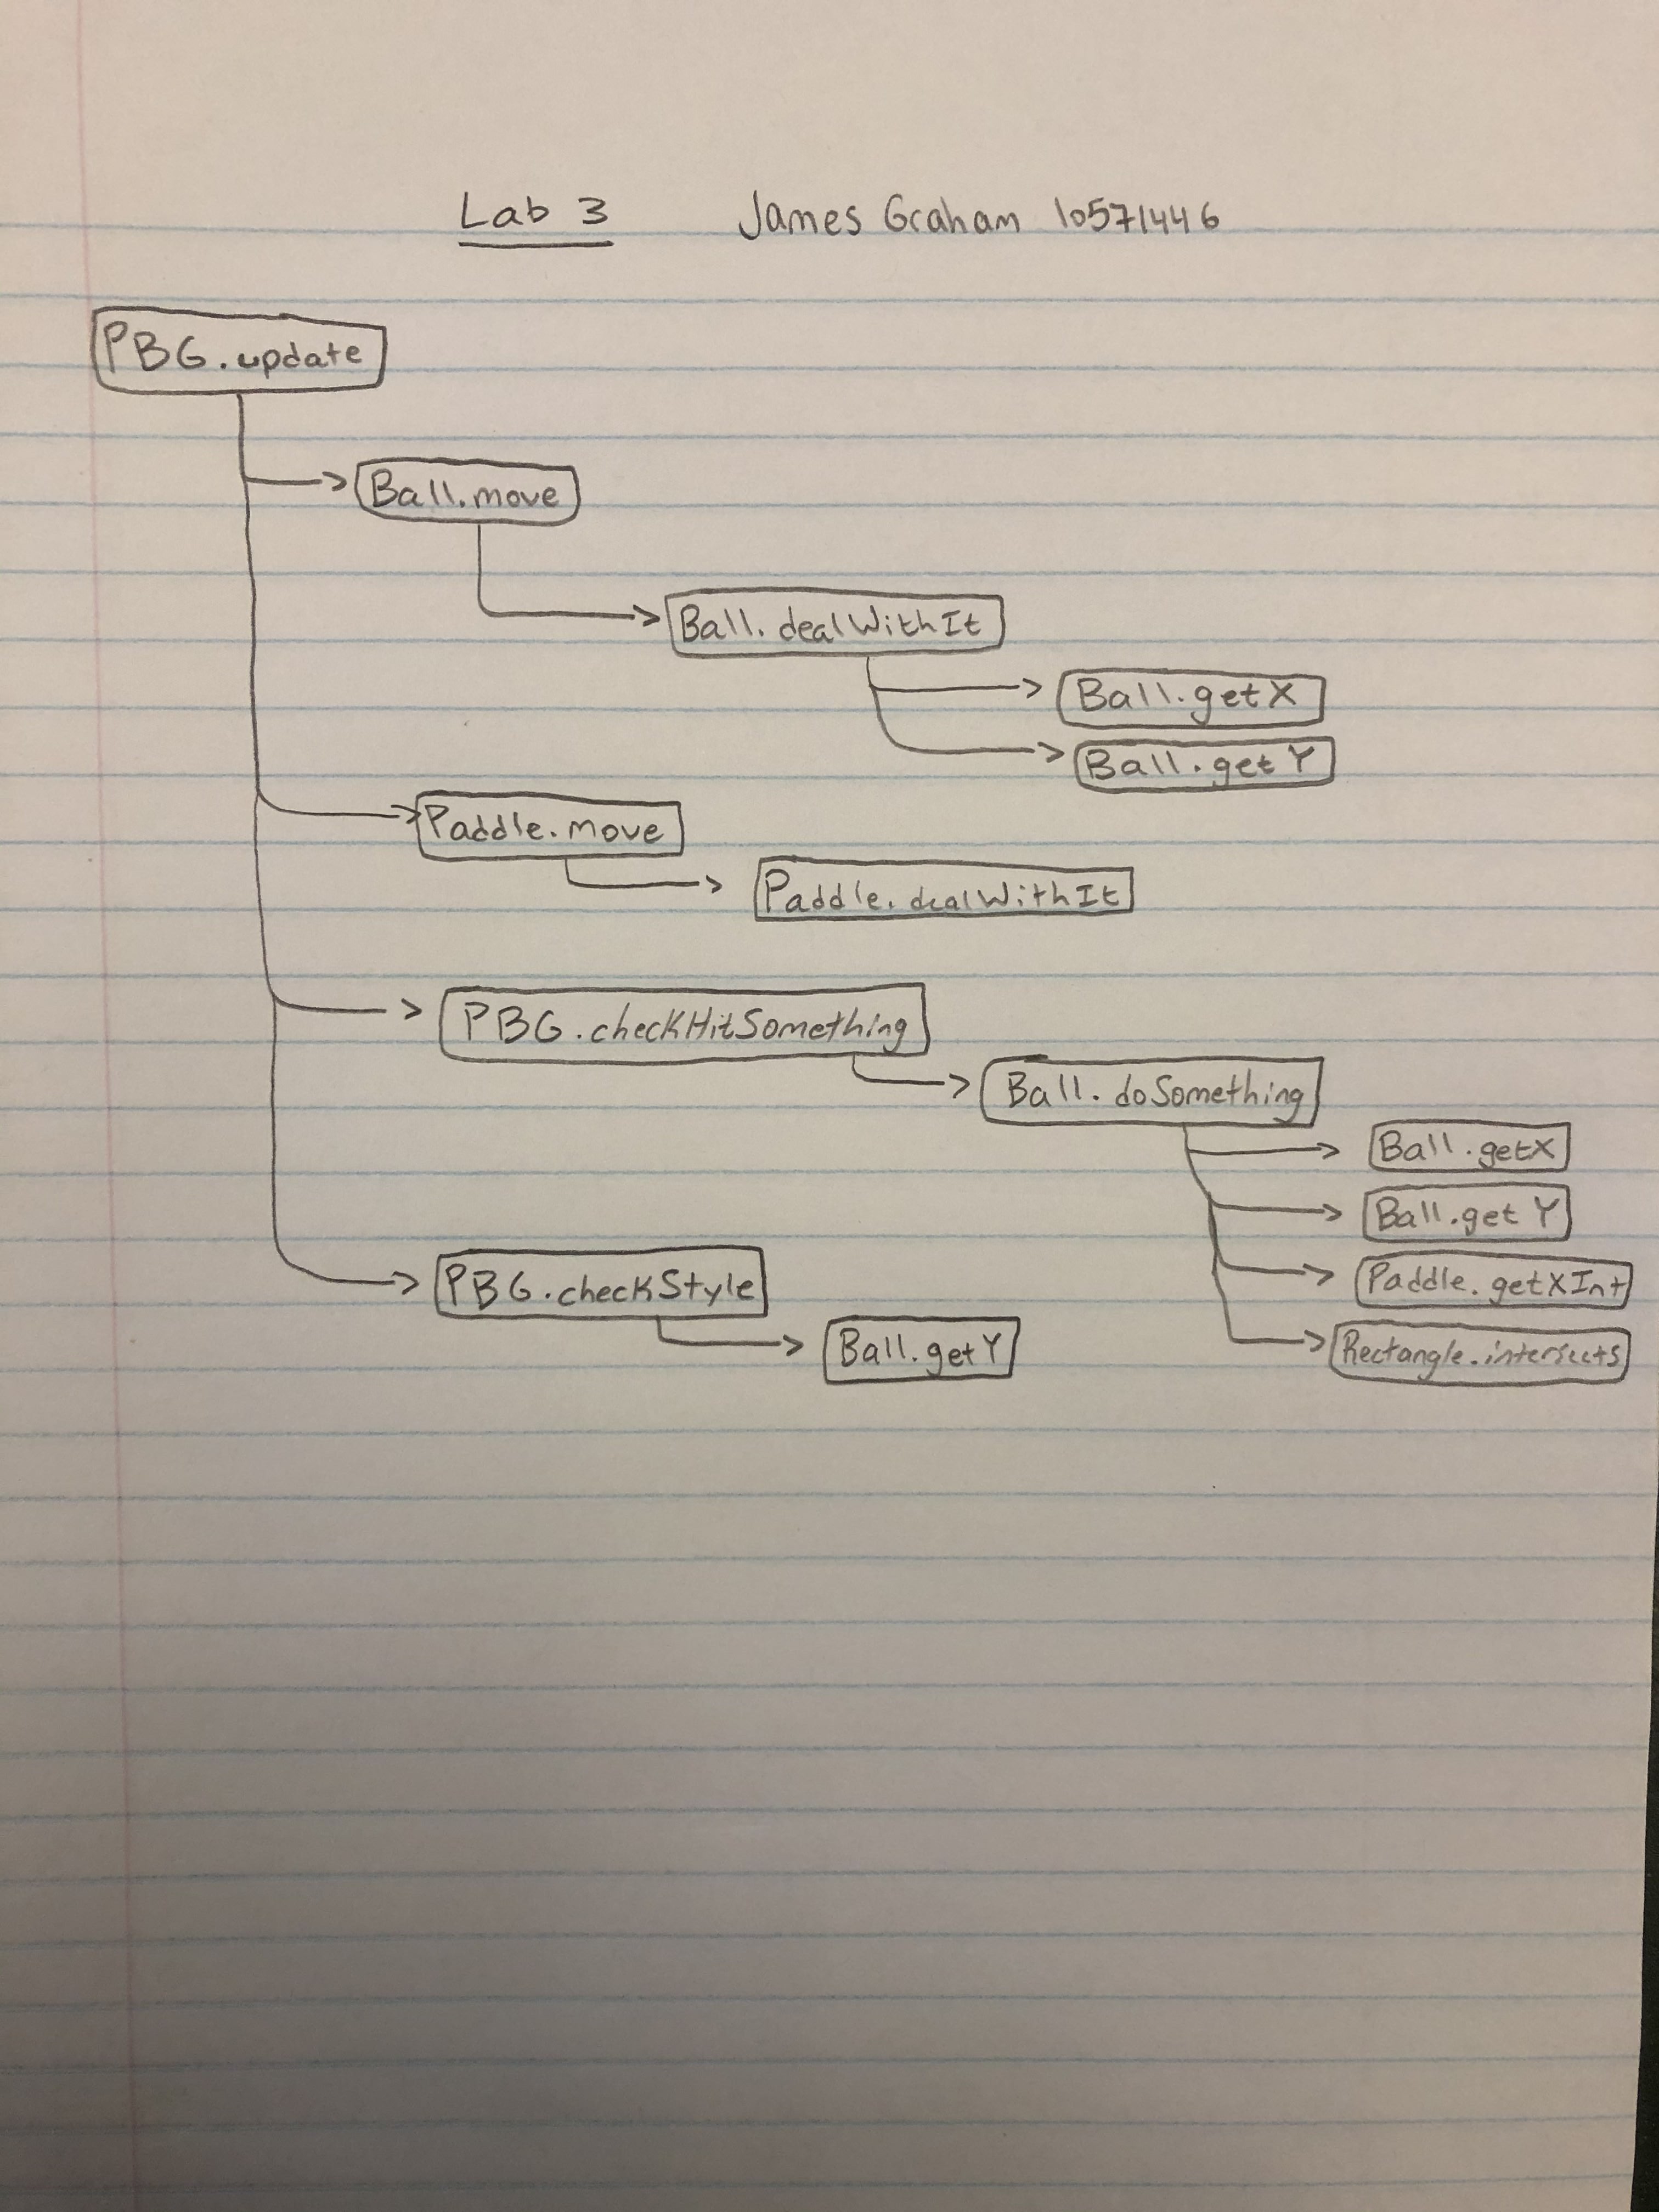 Lab 3 James Graham 10571446
PBG.update
Ball.move
Ball.dealWithIt
Ball.getX
Ball.getY
Paddle.move
Paddle.dealWithIt
PBG.checkHitSomething
Ball.doSomething
Ball.getX
Ball.getY
Paddle.getXInt
PBG.checkStyle
Rectangle.intersects
Ball.getY